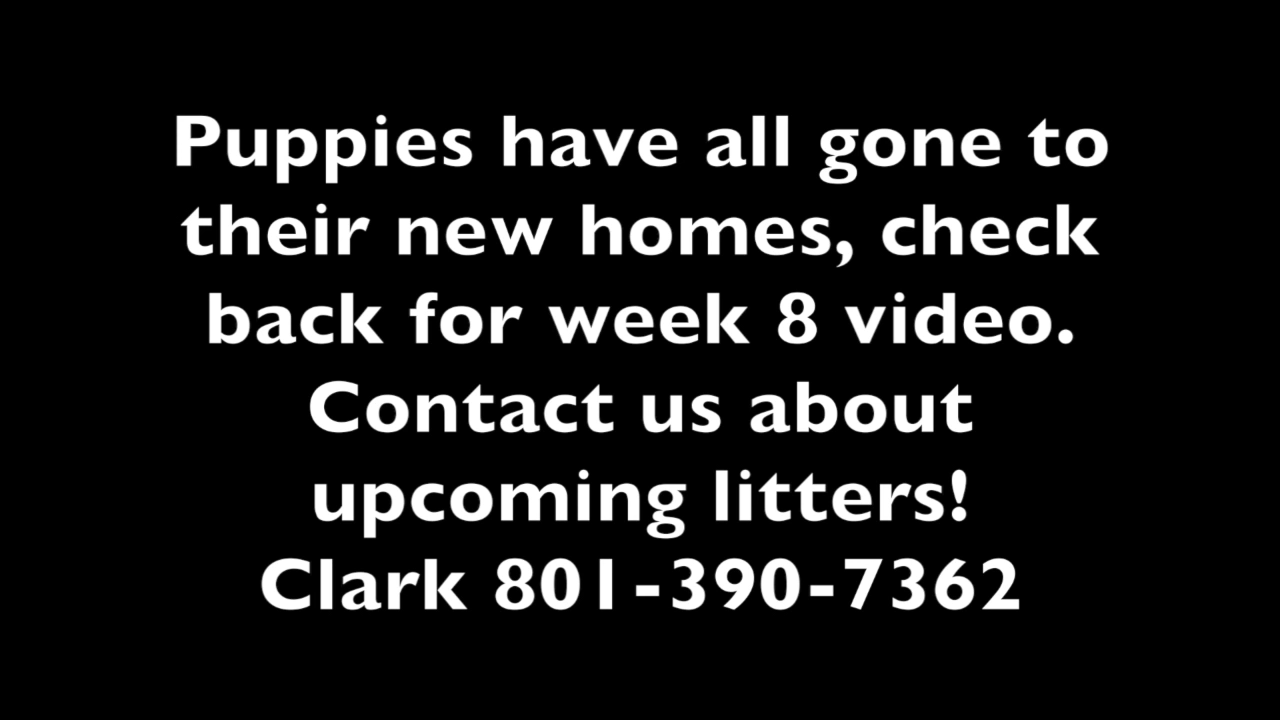 Puppies have all gone to
their new homes, check
back for week 8 video.
Contact us about
upcoming litters!
Clark 801-390-7362